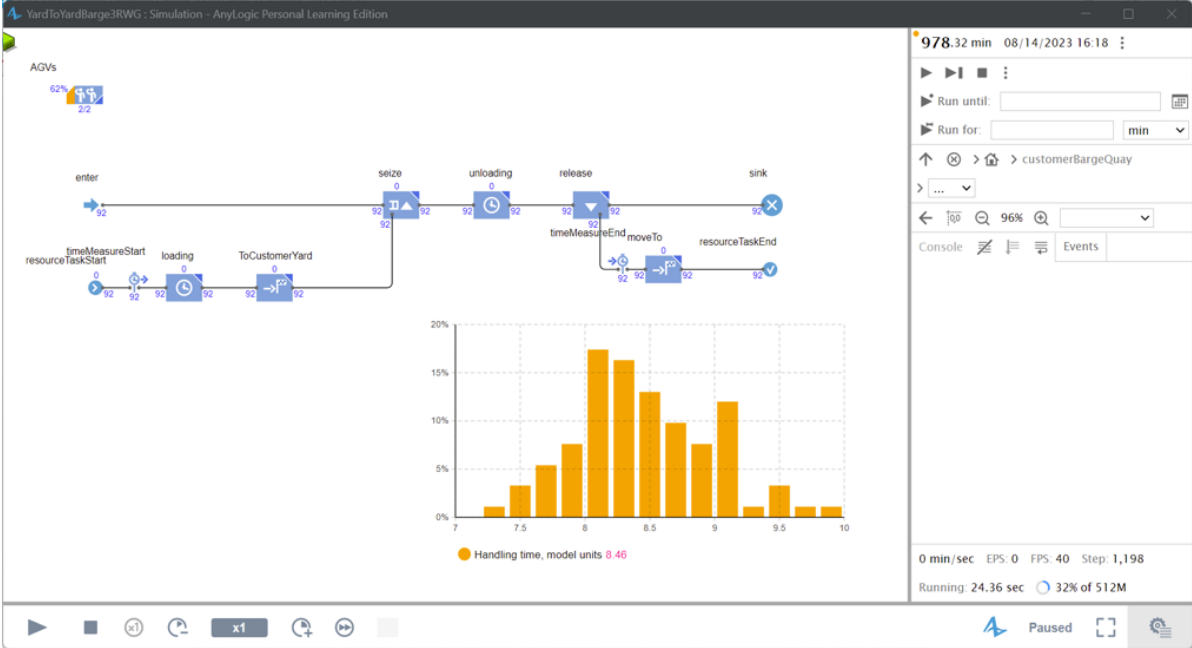 YardToYardBarge3RWG : Simulation - AnyLogic Personal Learning Edition
978.32 min 08/14/2023 16:18
Run until:
Run for: min
customerBargeQuay
...
0,0 96%
Console Events
AGVs
62%
2/2
enter
92
seize
0
92 92
92
unloading
0
92 92
release
92 92
sink
92
timeMeasureStart
resourceTaskStart
0
92
92
loading
0
92 92
ToCustomerYard
0
92 92
timeMeasureEnd
92
moveTo
0
92 92
resourceTaskEnd
92
20%
15%
10%
5%
0%
7 7.5 8 8.5 9 9.5 10
Handling time, model units 8.46
0 min/sec EPS: 0 FPS: 40 Step: 1,198
Running: 24.36 sec 32% of 512M
x1 x1 Paused